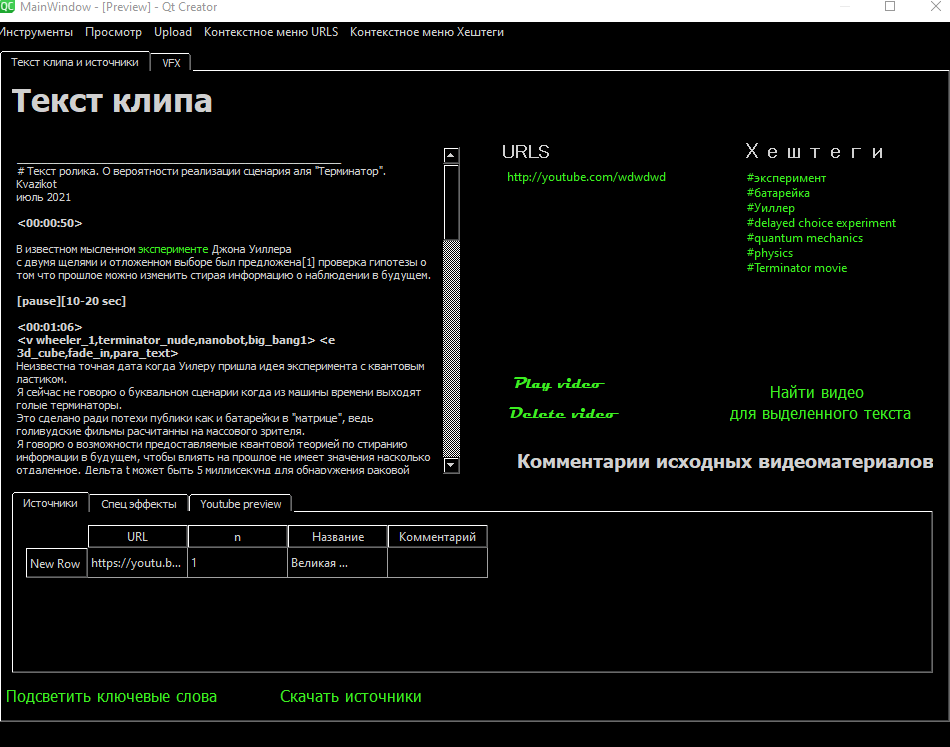 MainWindow - [Preview] - Qt Creator
Инструменты Просмотр Upload Контекстное меню URLS Контекстное меню Хештеги
Текст клипа и источники VFX
Текст клипа
# Текст ролика. О вероятности реализации сценария аля "Терминатор".
Kvazikot
июль 2021
<00:00:50>
В известном мысленном эксперименте Джона Уиллера
с двумя щелями и отложенном выборе был предложена[1] проверка гипотезы о
том что прошлое можно изменить стирая информацию о наблюдении в будущем.
[pause][10-20 sec]
<00:01:06>
<v wheeler_1,terminator_nude,nanobot,big_bang1> <e
3d_cube,fade_in,para_text>
Неизвестна точная дата когда Уилеру пришла идея эксперимента с квантовым
ластиком.
Я сейчас не говорю о буквальном сценарии когда из машины времени выходят
голые терминаторы.
Это сделано ради потехи публики как и батарейки в "матрице", ведь
голивудские фильмы расчитанны на массового зрителя.
Я говорю о возможности предоставляемые квантовой теорией по стиранию
информации в будущем, чтобы влиять на прошлое не имеет значения насколько
отдаленное. Дельта t может быть 5 миллисекунд для обнаружения раковой
URLS
http://youtube.com/wdwdwd
Хештеги
#эксперимент
#батарейка
#Уиллер
#delayed choice experiment
#quantum mechanics
#physics
#Terminator movie
Play video
Delete video
Найти видео
для выделенного текста
Комментарии исходных видеоматериалов
Источники Спец эффекты Youtube preview
URL n Название Комментарий
New Row https://youtu.b... 1 Великая ...
Подсветить ключевые слова Скачать источники